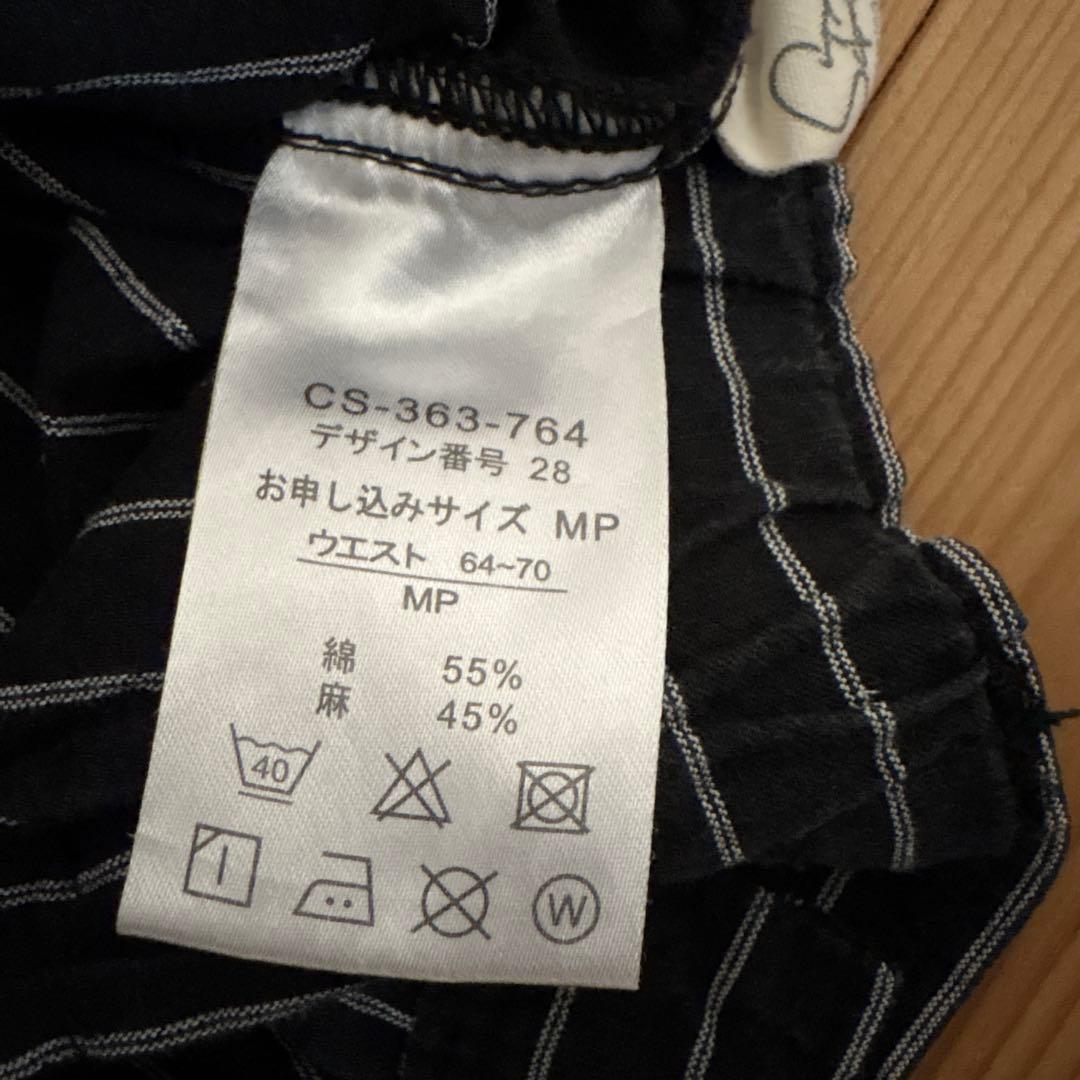 CS-363-764
デザイン番号 28
お申し込みサイズ MP
ウエスト 64~70
MP
綿 55%
麻 45%
40
W